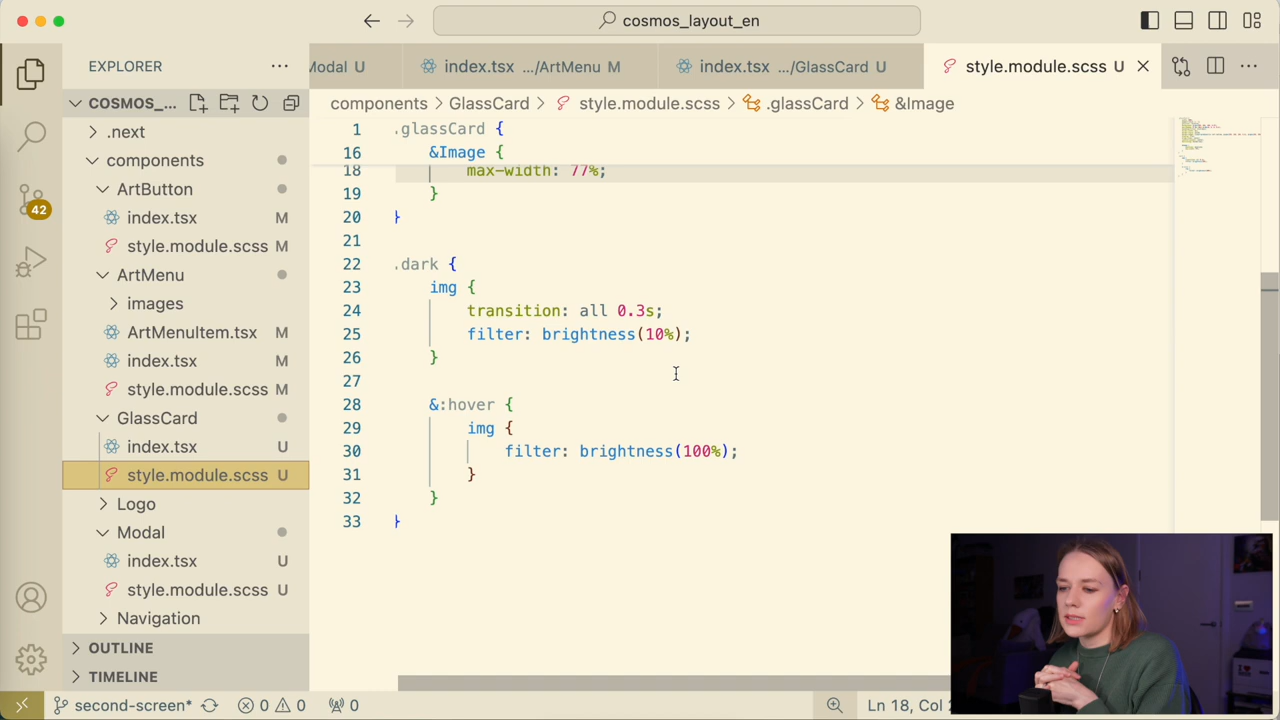 cosmos_layout_en
EXPLORER
Modal U
index.tsx .../ArtMenu M
index.tsx .../GlassCard U
style.module.scss U
COSMOS_...
components > GlassCard > style.module.scss > .glassCard > &Image
.next
components
ArtButton
index.tsx M
style.module.scss M
ArtMenu
images
ArtMenuItem.tsx M
index.tsx M
style.module.scss M
GlassCard
index.tsx U
style.module.scss U
Logo
Modal
index.tsx U
style.module.scss U
Navigation
OUTLINE
TIMELINE
42
1 .glassCard {
16 &Image {
18 max-width: 77%;
19 }
20 }
21
22 .dark {
23 img {
24 transition: all 0.3s;
25 filter: brightness(10%);
26 }
27
28 &:hover {
29 img {
30 filter: brightness(100%);
31 }
32 }
33 }
second-screen* 0 0 0
Ln 18, Col